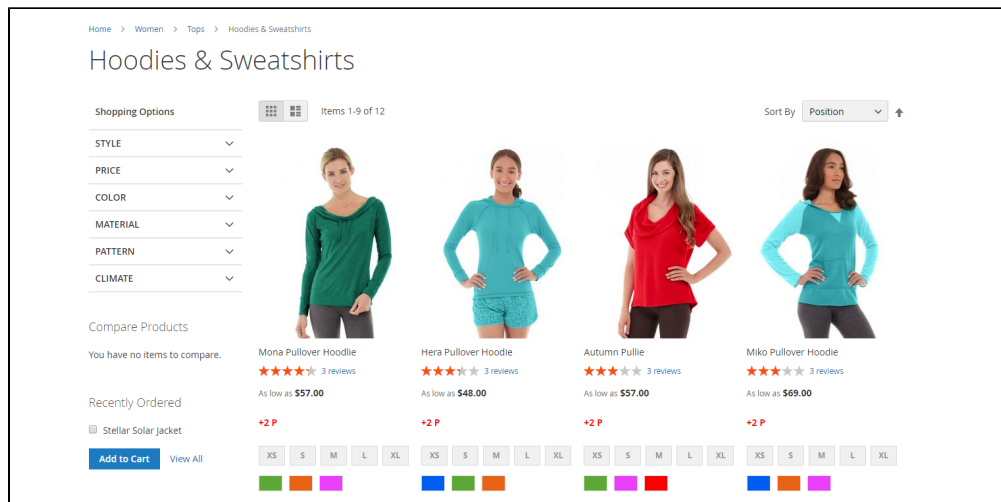 Home > Women > Tops > Hoodies & Sweatshirts
Hoodies & Sweatshirts
Shopping Options
Items 1-9 of 12
Sort By Position
STYLE
PRICE
COLOR
MATERIAL
PATTERN
CLIMATE
Compare Products
You have no items to compare.
Recently Ordered
Stellar Solar Jacket
Add to Cart View All
Mona Pullover Hoodlie
3 reviews
As low as $57.00
+2 P
XS S M L XL
Hera Pullover Hoodie
3 reviews
As low as $48.00
+2 P
XS S M L XL
Autumn Pullie
3 reviews
As low as $57.00
+2 P
XS S M L XL
Miko Pullover Hoodie
3 reviews
As low as $69.00
+2 P
XS S M L XL